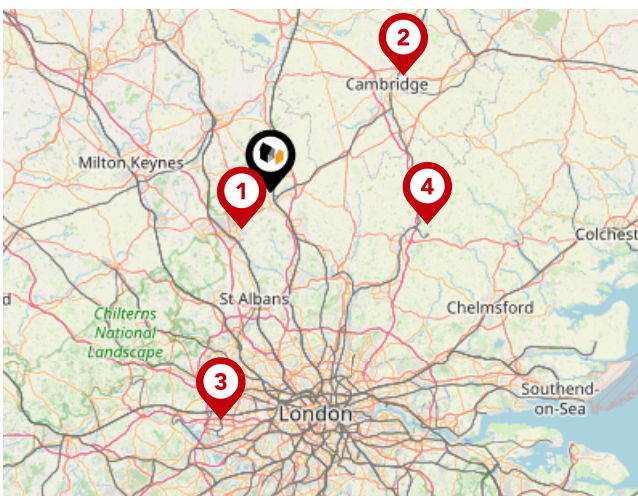 2
Cambridge
Milton Keynes
1
4
Colchest
d
St Albans
Chilterns
National
Landscape
Chelmsford
3
Southend-
on-Sea
London